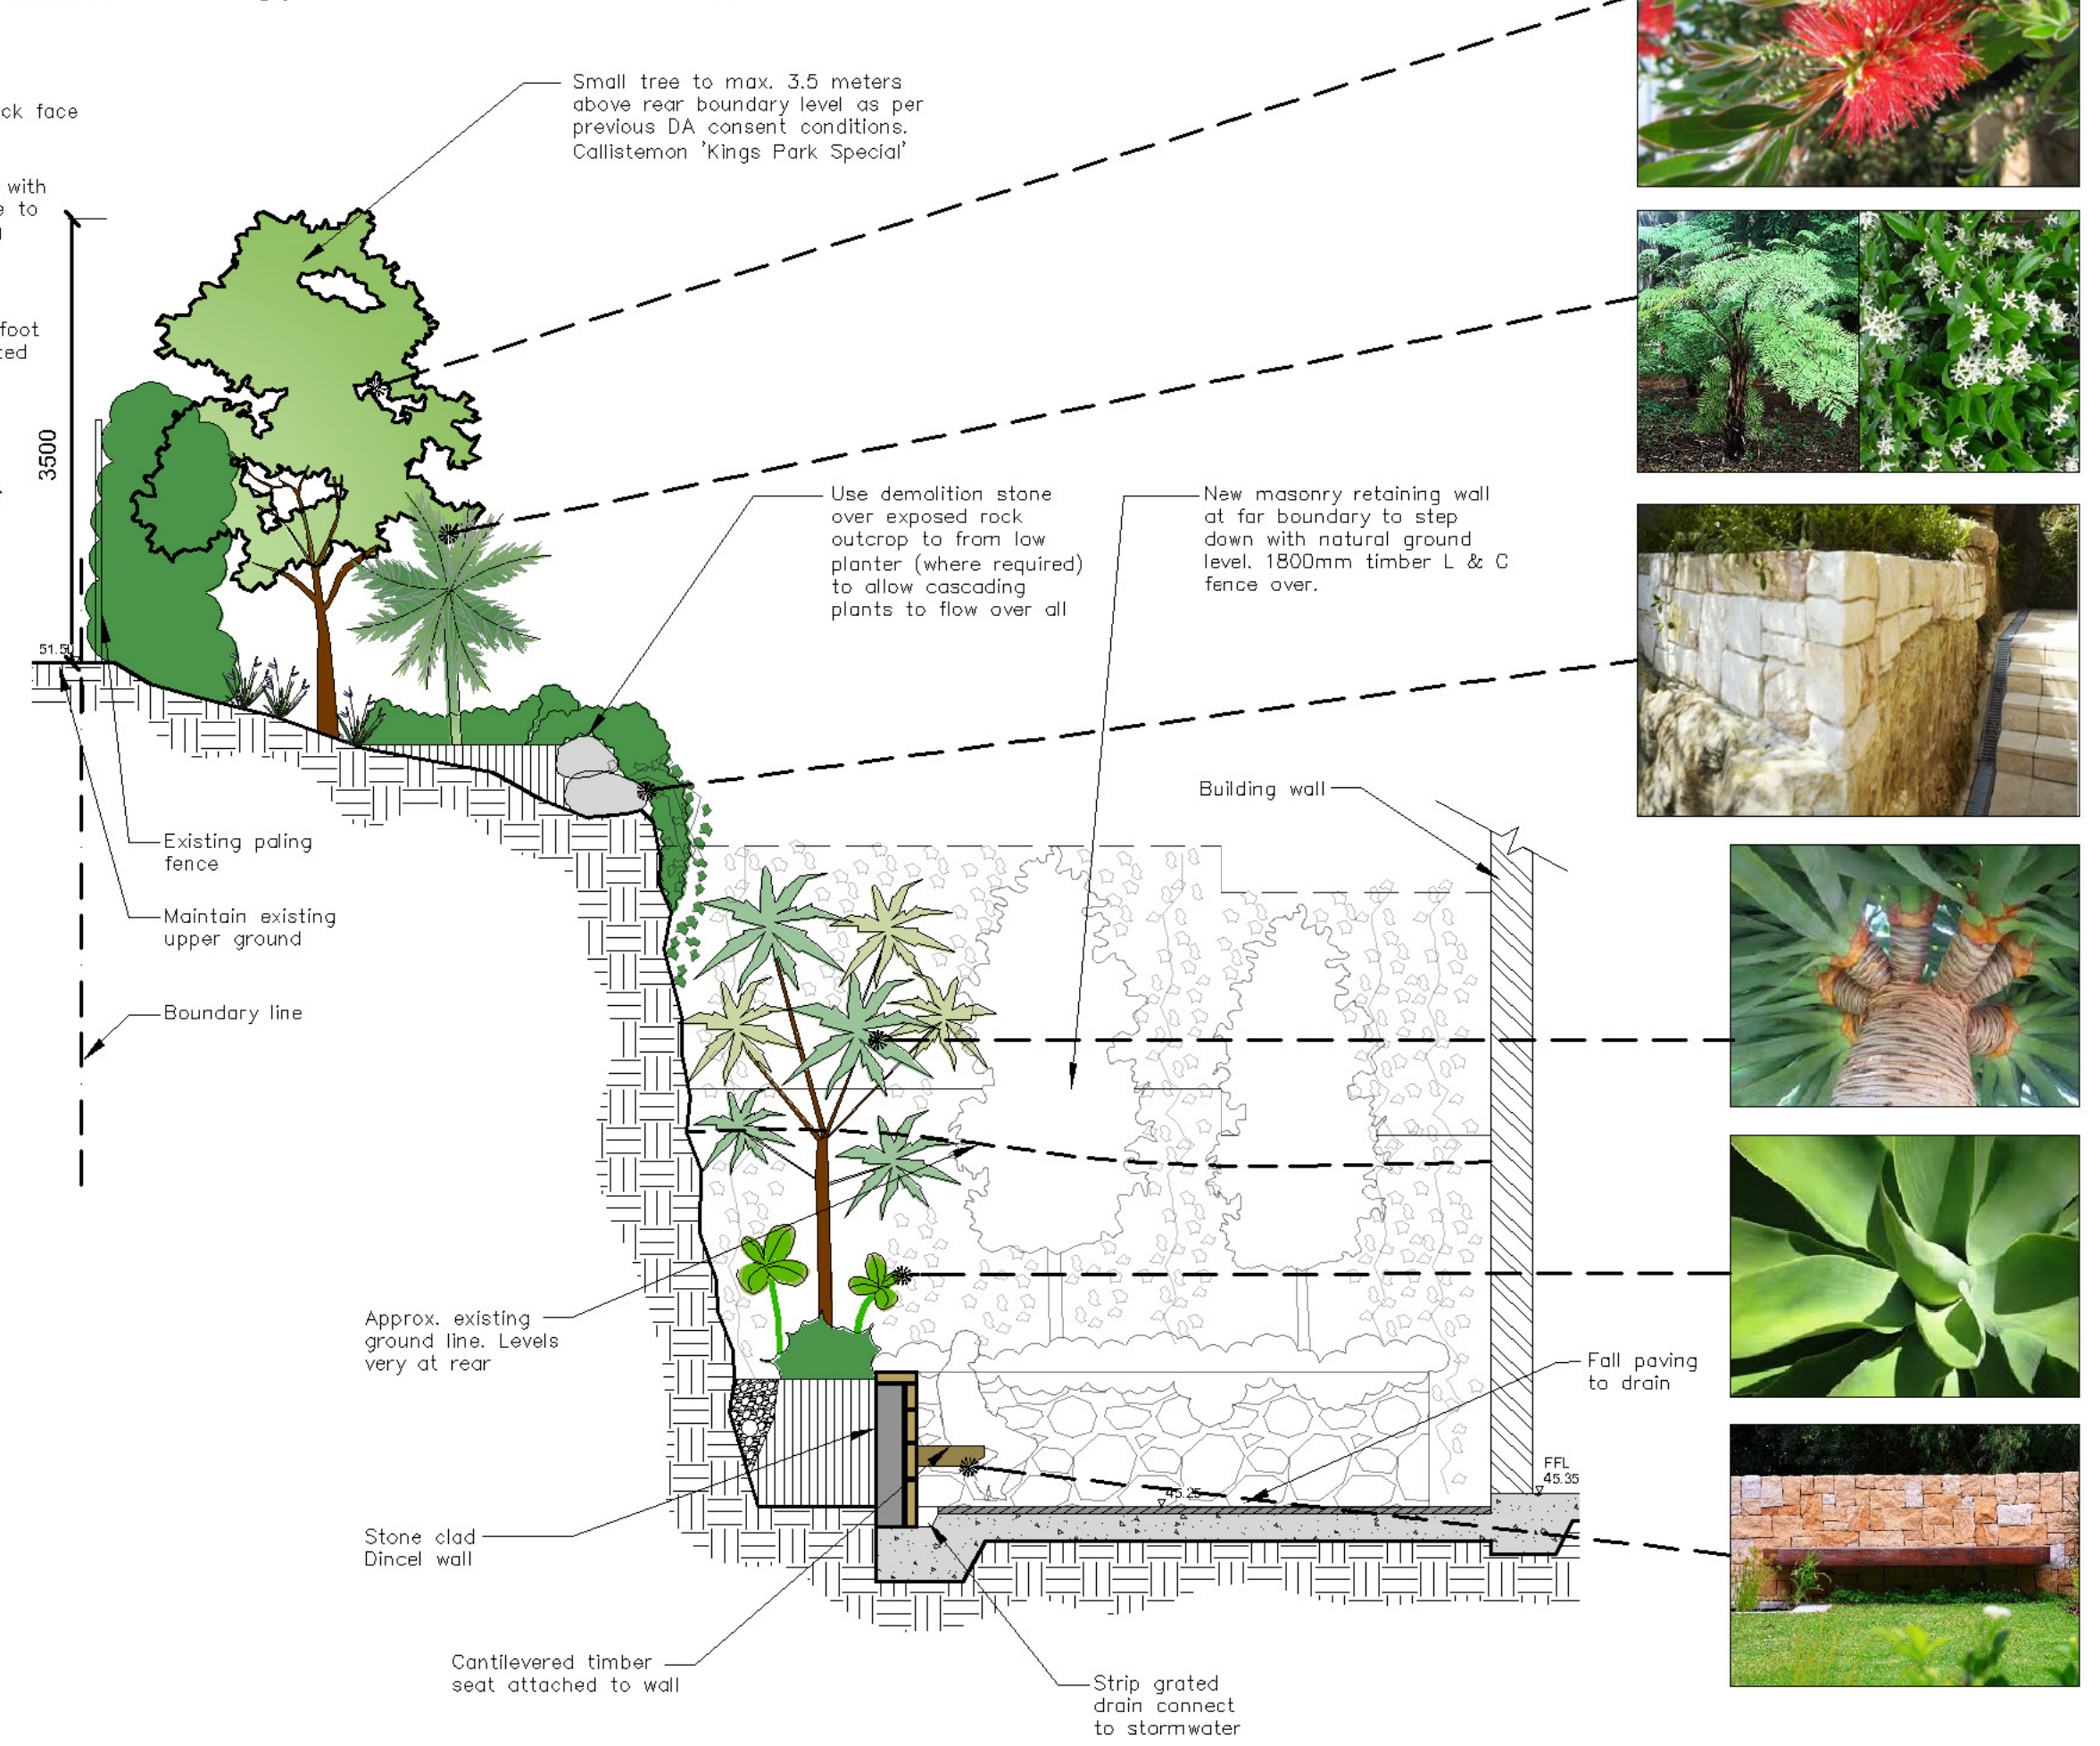 ck face
with
e to
foot
ted
Small tree to max. 3.5 meters
above rear boundary level as per
previous DA consent conditions.
Callistemon 'Kings Park Special'
3500
51.5
Use demolition stone
over exposed rock
outcrop to from low
planter (where required)
to allow cascading
plants to flow over all
New masonry retaining wall
at far boundary to step
down with natural ground
level. 1800mm timber L & C
fence over.
Building wall
Existing paling
fence
Maintain existing
upper ground
Boundary line
Approx. existing
ground line. Levels
very at rear
Fall paving
to drain
FFL
45.35
45.25
Stone clad
Dincel wall
Cantilevered timber
seat attached to wall
Strip grated
drain connect
to stormwater